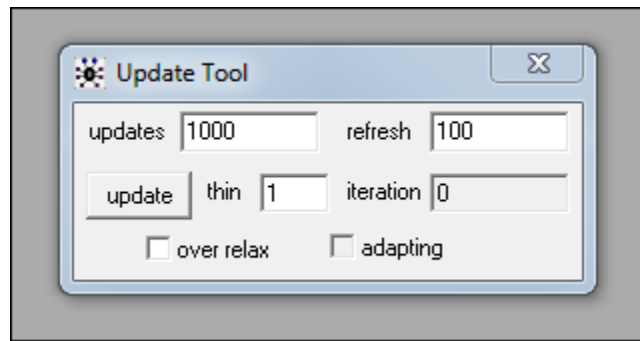 Update Tool
updates 1000 refresh 100
update thin 1 iteration 0
over relax adapting